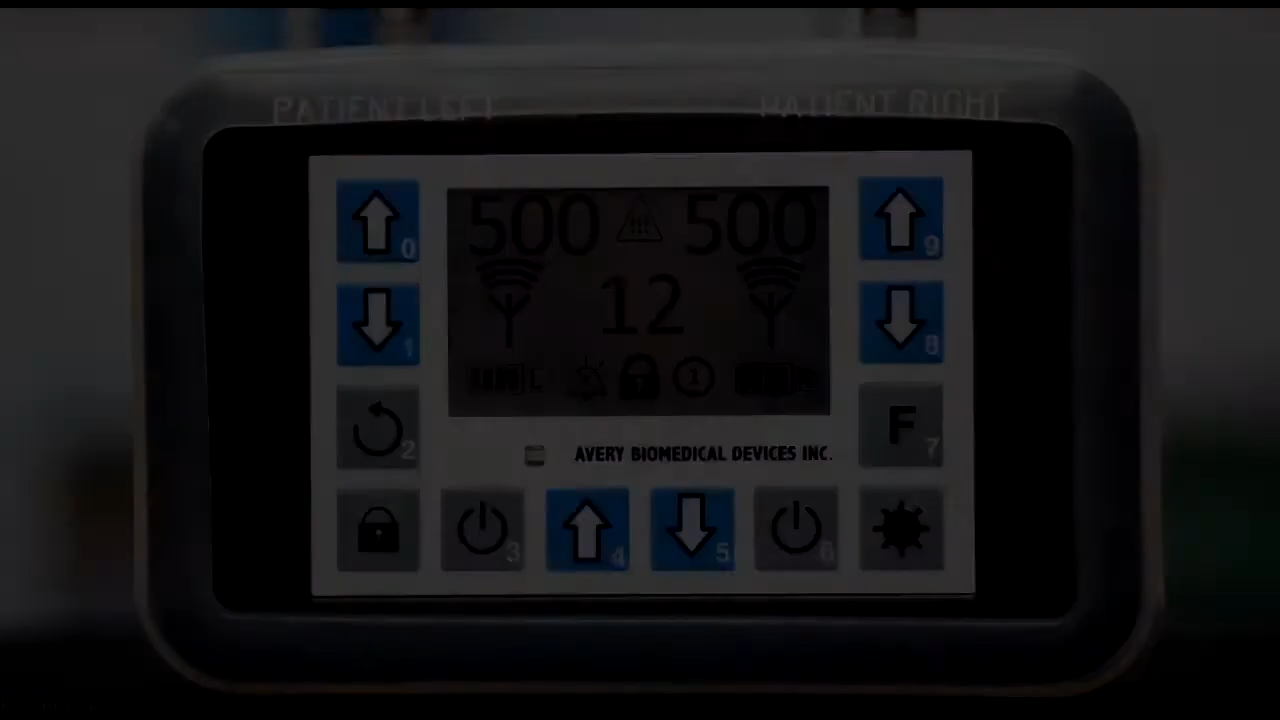 PATIENT LEFT PATIENT RIGHT
0 500 500 9
1 12 8
L 1
2 7 F
AVERY BIOMEDICAL DEVICES INC.
3 4 5 6